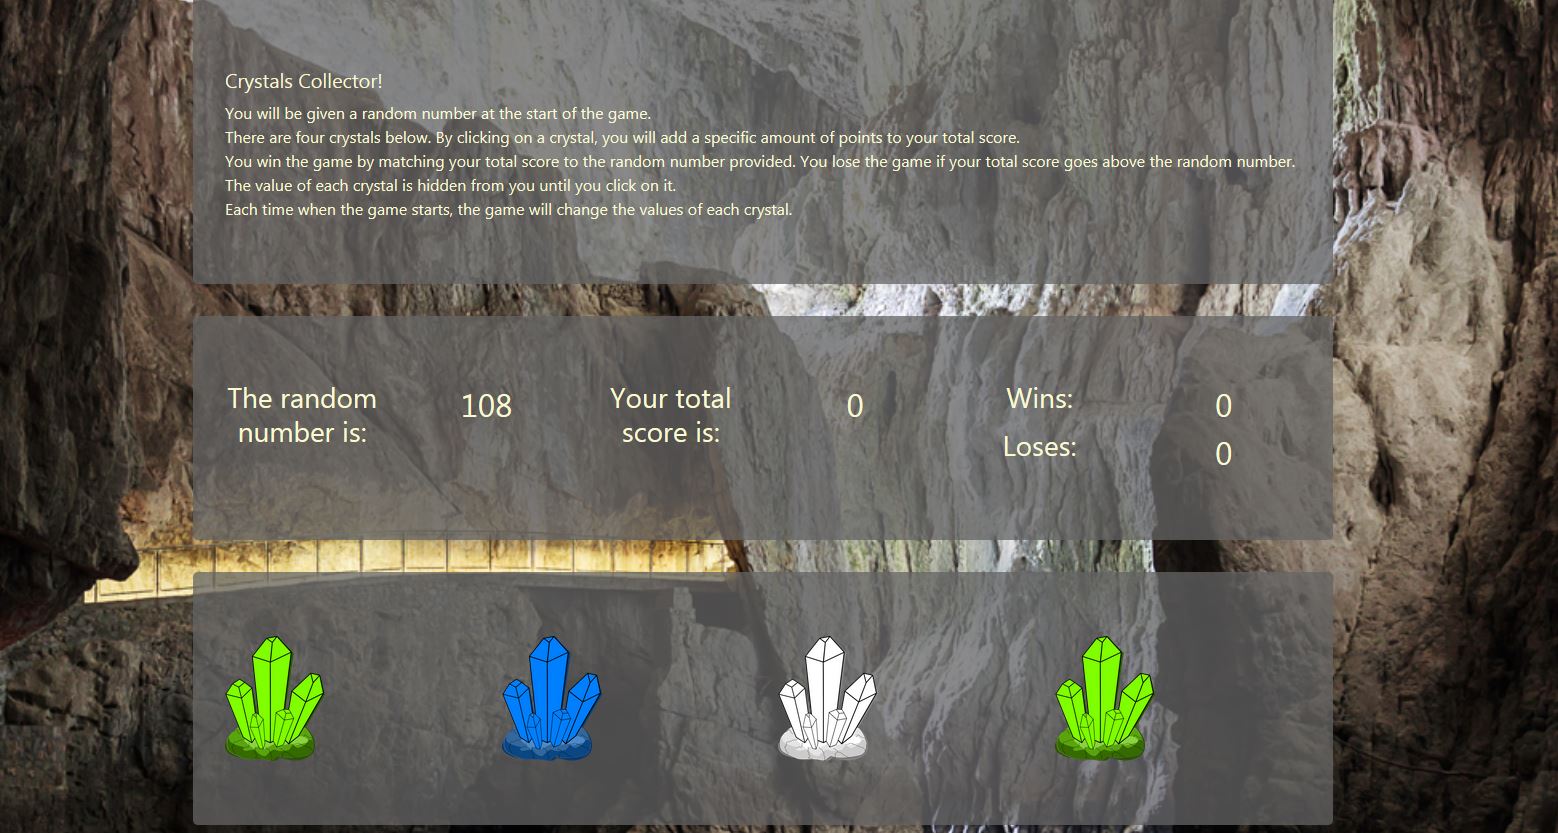 Crystals Collector!
You will be given a random number at the start of the game.
There are four crystals below. By clicking on a crystal, you will add a specific amount of points to your total score.
You win the game by matching your total score to the random number provided. You lose the game if your total score goes above the random number.
The value of each crystal is hidden from you until you click on it.
Each time when the game starts, the game will change the values of each crystal.
The random
number is:
108
Your total
score is:
0
Wins:
0
Loses:
0